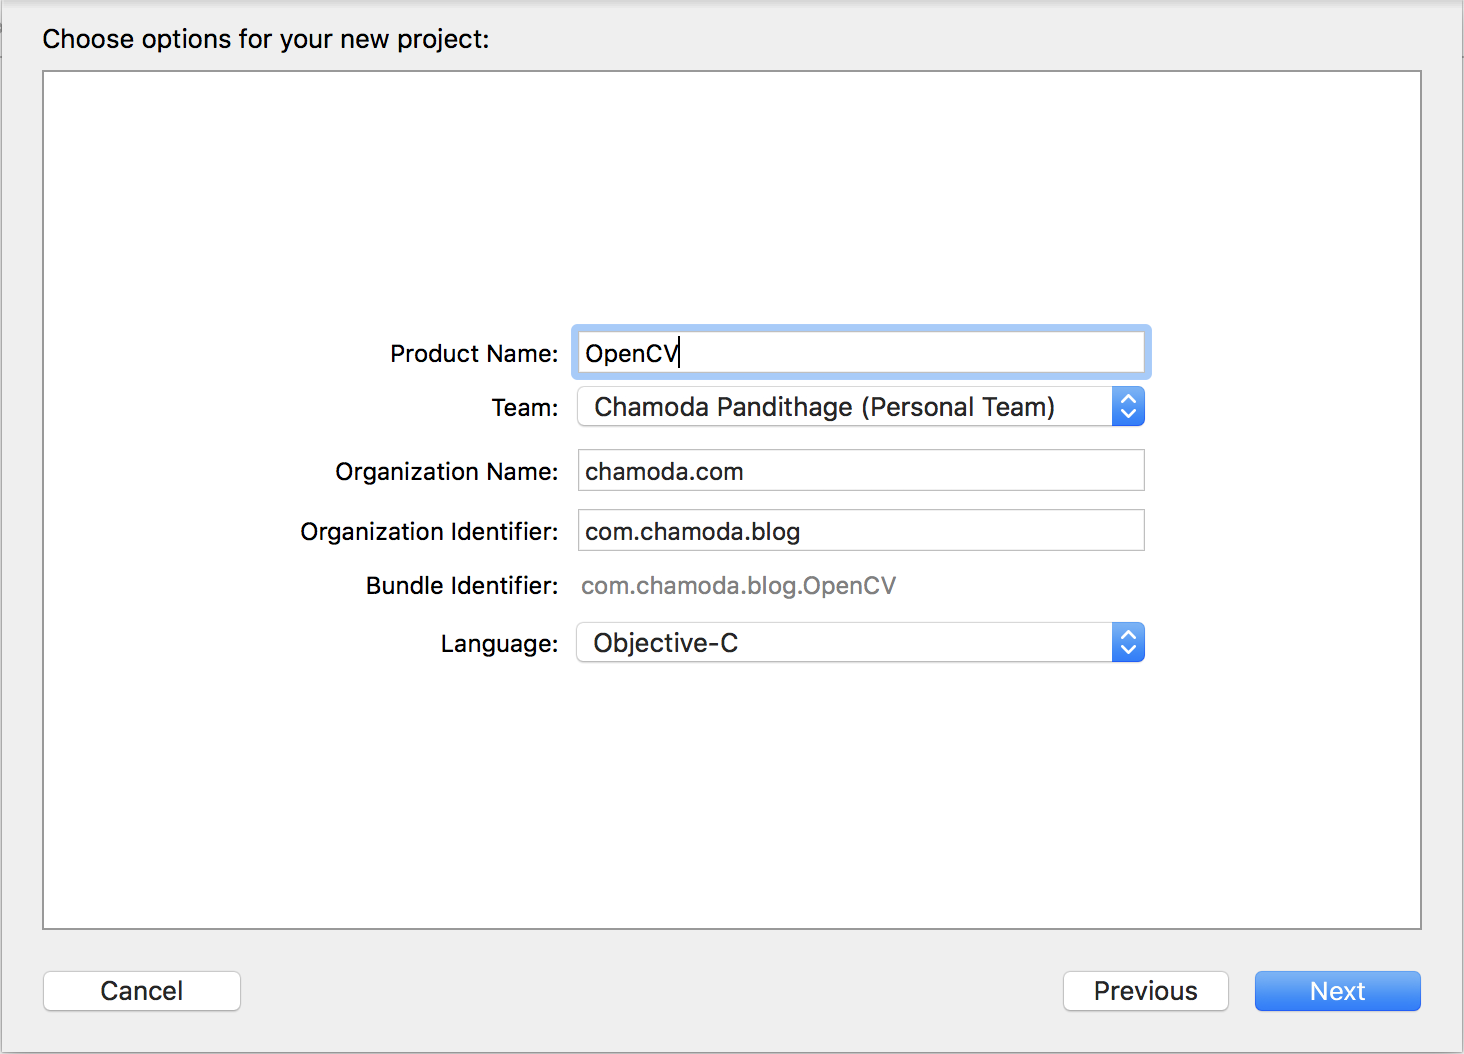 Choose options for your new project:
Product Name: OpenCV
Team: Chamoda Pandithage (Personal Team)
Organization Name: chamoda.com
Organization Identifier: com.chamoda.blog
Bundle Identifier: com.chamoda.blog.OpenCV
Language: Objective-C
Cancel Previous Next